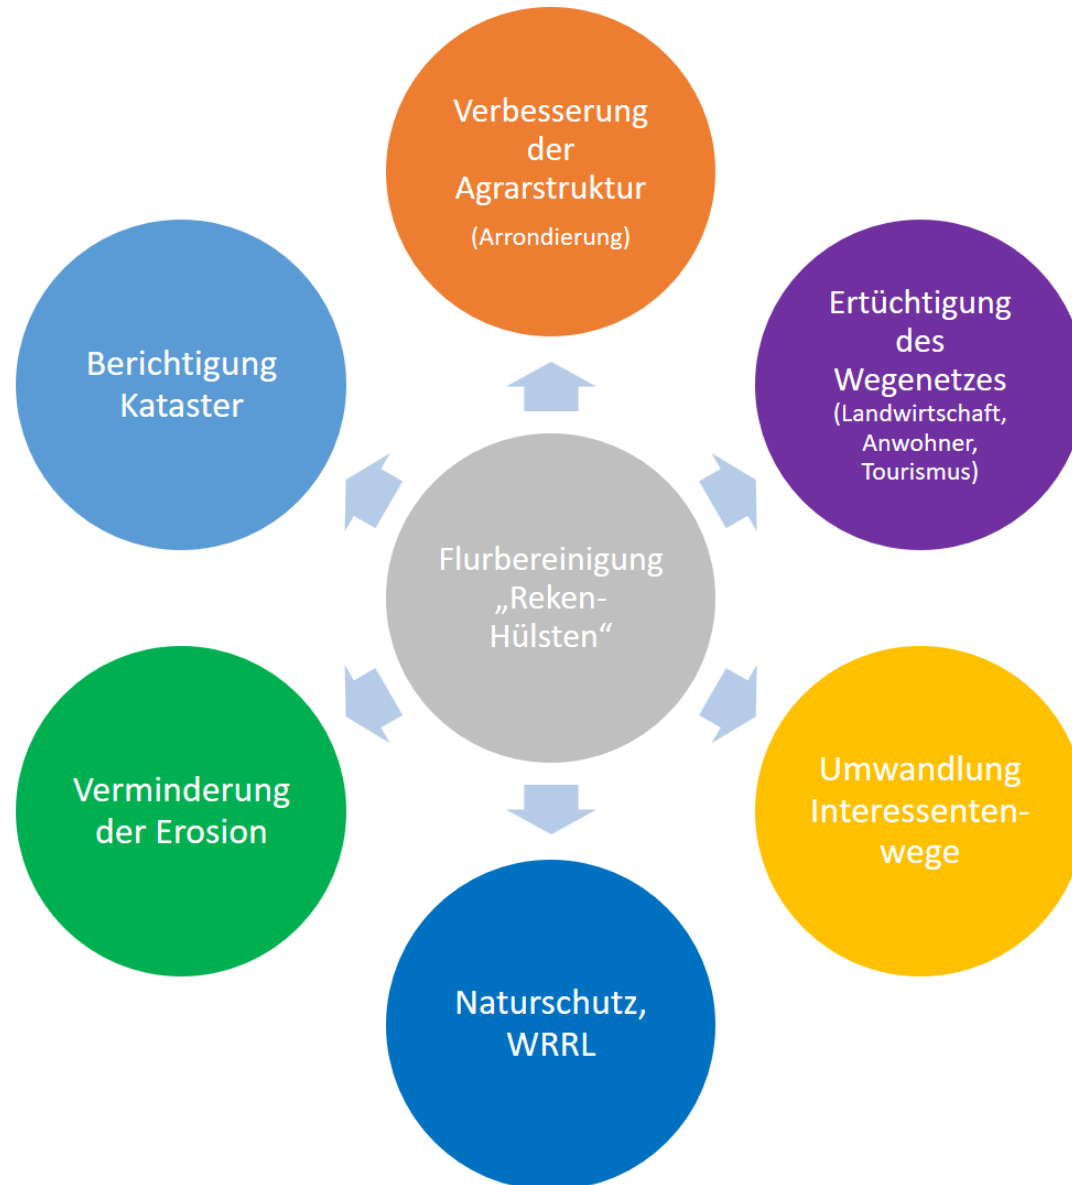 Verbesserung
der
Agrarstruktur
(Arrondierung)
Ertüchtigung
des
Wegenetzes
(Landwirtschaft,
Anwohner,
Tourismus)
Umwandlung
Interessenten-
wege
Naturschutz,
WRRL
Verminderung
der Erosion
Berichtigung
Kataster
Flurbereinigung
„Reken-
Hülsten“